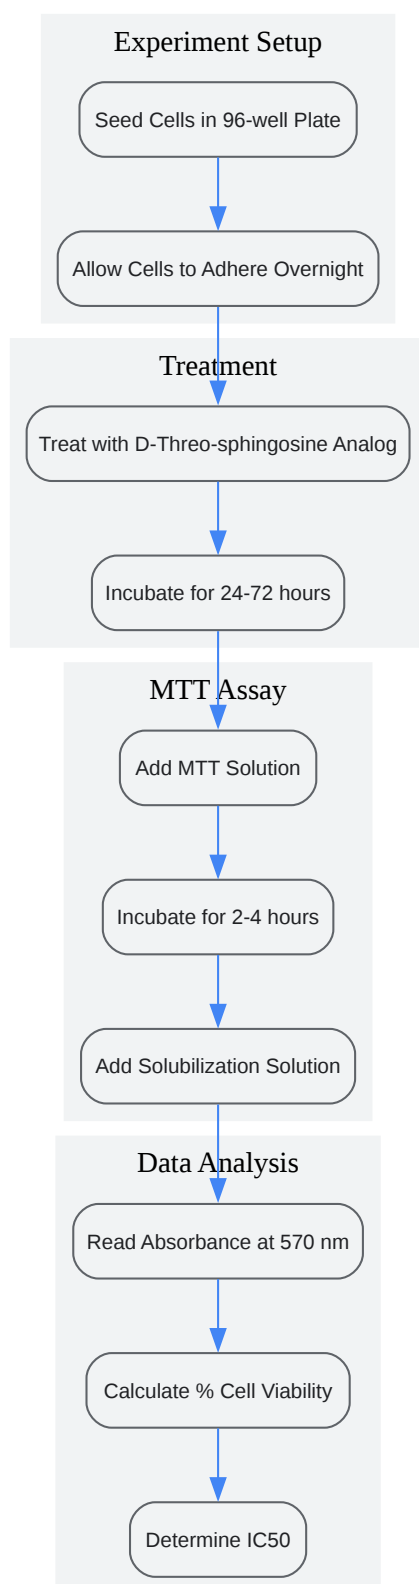 Experiment Setup
Seed Cells in 96-well Plate
Allow Cells to Adhere Overnight
Treatment
Treat with D-Threo-sphingosine Analog
Incubate for 24-72 hours
MTT Assay
Add MTT Solution
Incubate for 2-4 hours
Add Solubilization Solution
Data Analysis
Read Absorbance at 570 nm
Calculate % Cell Viability
Determine IC50